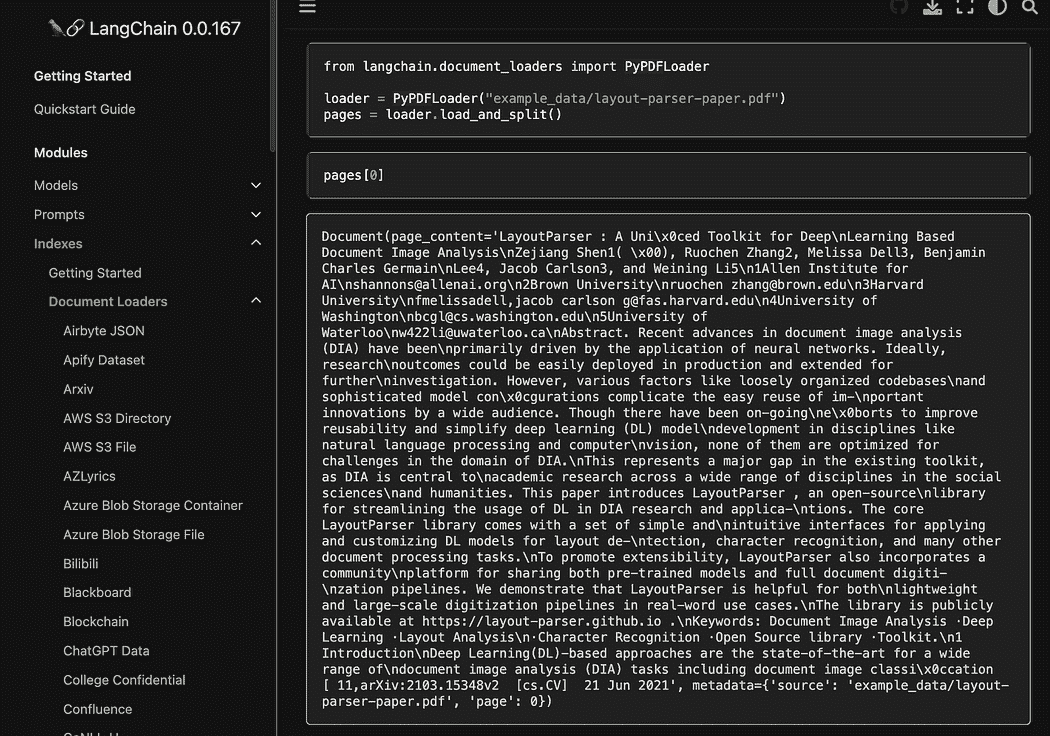 LangChain 0.0.167
Getting Started
Quickstart Guide
Modules
Models
Prompts
Indexes
Getting Started
Document Loaders
Airbyte JSON
Apify Dataset
Arxiv
AWS S3 Directory
AWS S3 File
AZLyrics
Azure Blob Storage Container
Azure Blob Storage File
Bilibili
Blackboard
Blockchain
ChatGPT Data
College Confidential
Confluence
from langchain.document_loaders import PyPDFLoader
loader = PyPDFLoader("example_data/layout-parser-paper.pdf")
pages = loader.load_and_split()
pages[0]
Document(page_content='LayoutParser : A Uni\x0ced Toolkit for Deep\nLearning Based
Document Image Analysis\nZejiang Shen1( \x00), Ruochen Zhang2, Melissa Dell3, Benjamin
Charles Germain\nLee4, Jacob Carlson3, and Weining Li5\n1Allen Institute for
AI\nshannons@allenai.org\n2Brown University\nruochen zhang@brown.edu\n3Harvard
University\nfmelissadell,jacob carlson g@fas.harvard.edu\n4University of
Washington\nbcgl@cs.washington.edu\n5University of
Waterloo\nw422li@uwaterloo.ca\nAbstract. Recent advances in document image analysis
(DIA) have been\nprimarily driven by the application of neural networks. Ideally,
research\noutcomes could be easily deployed in production and extended for
further\ninvestigation. However, various factors like loosely organized codebases\nand
sophisticated model con\x0cgurations complicate the easy reuse of im-\nportant
innovations by a wide audience. Though there have been on-going\ne\x0borts to improve
reusability and simplify deep learning (DL) model\ndevelopment in disciplines like
natural language processing and computer\nvision, none of them are optimized for
challenges in the domain of DIA.\nThis represents a major gap in the existing toolkit,
as DIA is central to\nacademic research across a wide range of disciplines in the social
sciences\nand humanities. This paper introduces LayoutParser , an open-source\nlibrary
for streamlining the usage of DL in DIA research and applica-\ntions. The core
LayoutParser library comes with a set of simple and\nintuitive interfaces for applying
and customizing DL models for layout de-\ntection, character recognition, and many other
document processing tasks.\nTo promote extensibility, LayoutParser also incorporates a
community\nplatform for sharing both pre-trained models and full document digiti-
\nzation pipelines. We demonstrate that LayoutParser is helpful for both\nlightweight
and large-scale digitization pipelines in real-word use cases.\nThe library is publicly
available at https://layout-parser.github.io .\nKeywords: Document Image Analysis ·Deep
Learning ·Layout Analysis\n·Character Recognition ·Open Source library ·Toolkit.\n1
Introduction\nDeep Learning(DL)-based approaches are the state-of-the-art for a wide
range of\ndocument image analysis (DIA) tasks including document image classi\x0ccation
[ 11,arXiv:2103.15348v2  [cs.CV]  21 Jun 2021', metadata={'source': 'example_data/layout-
parser-paper.pdf', 'page': 0})